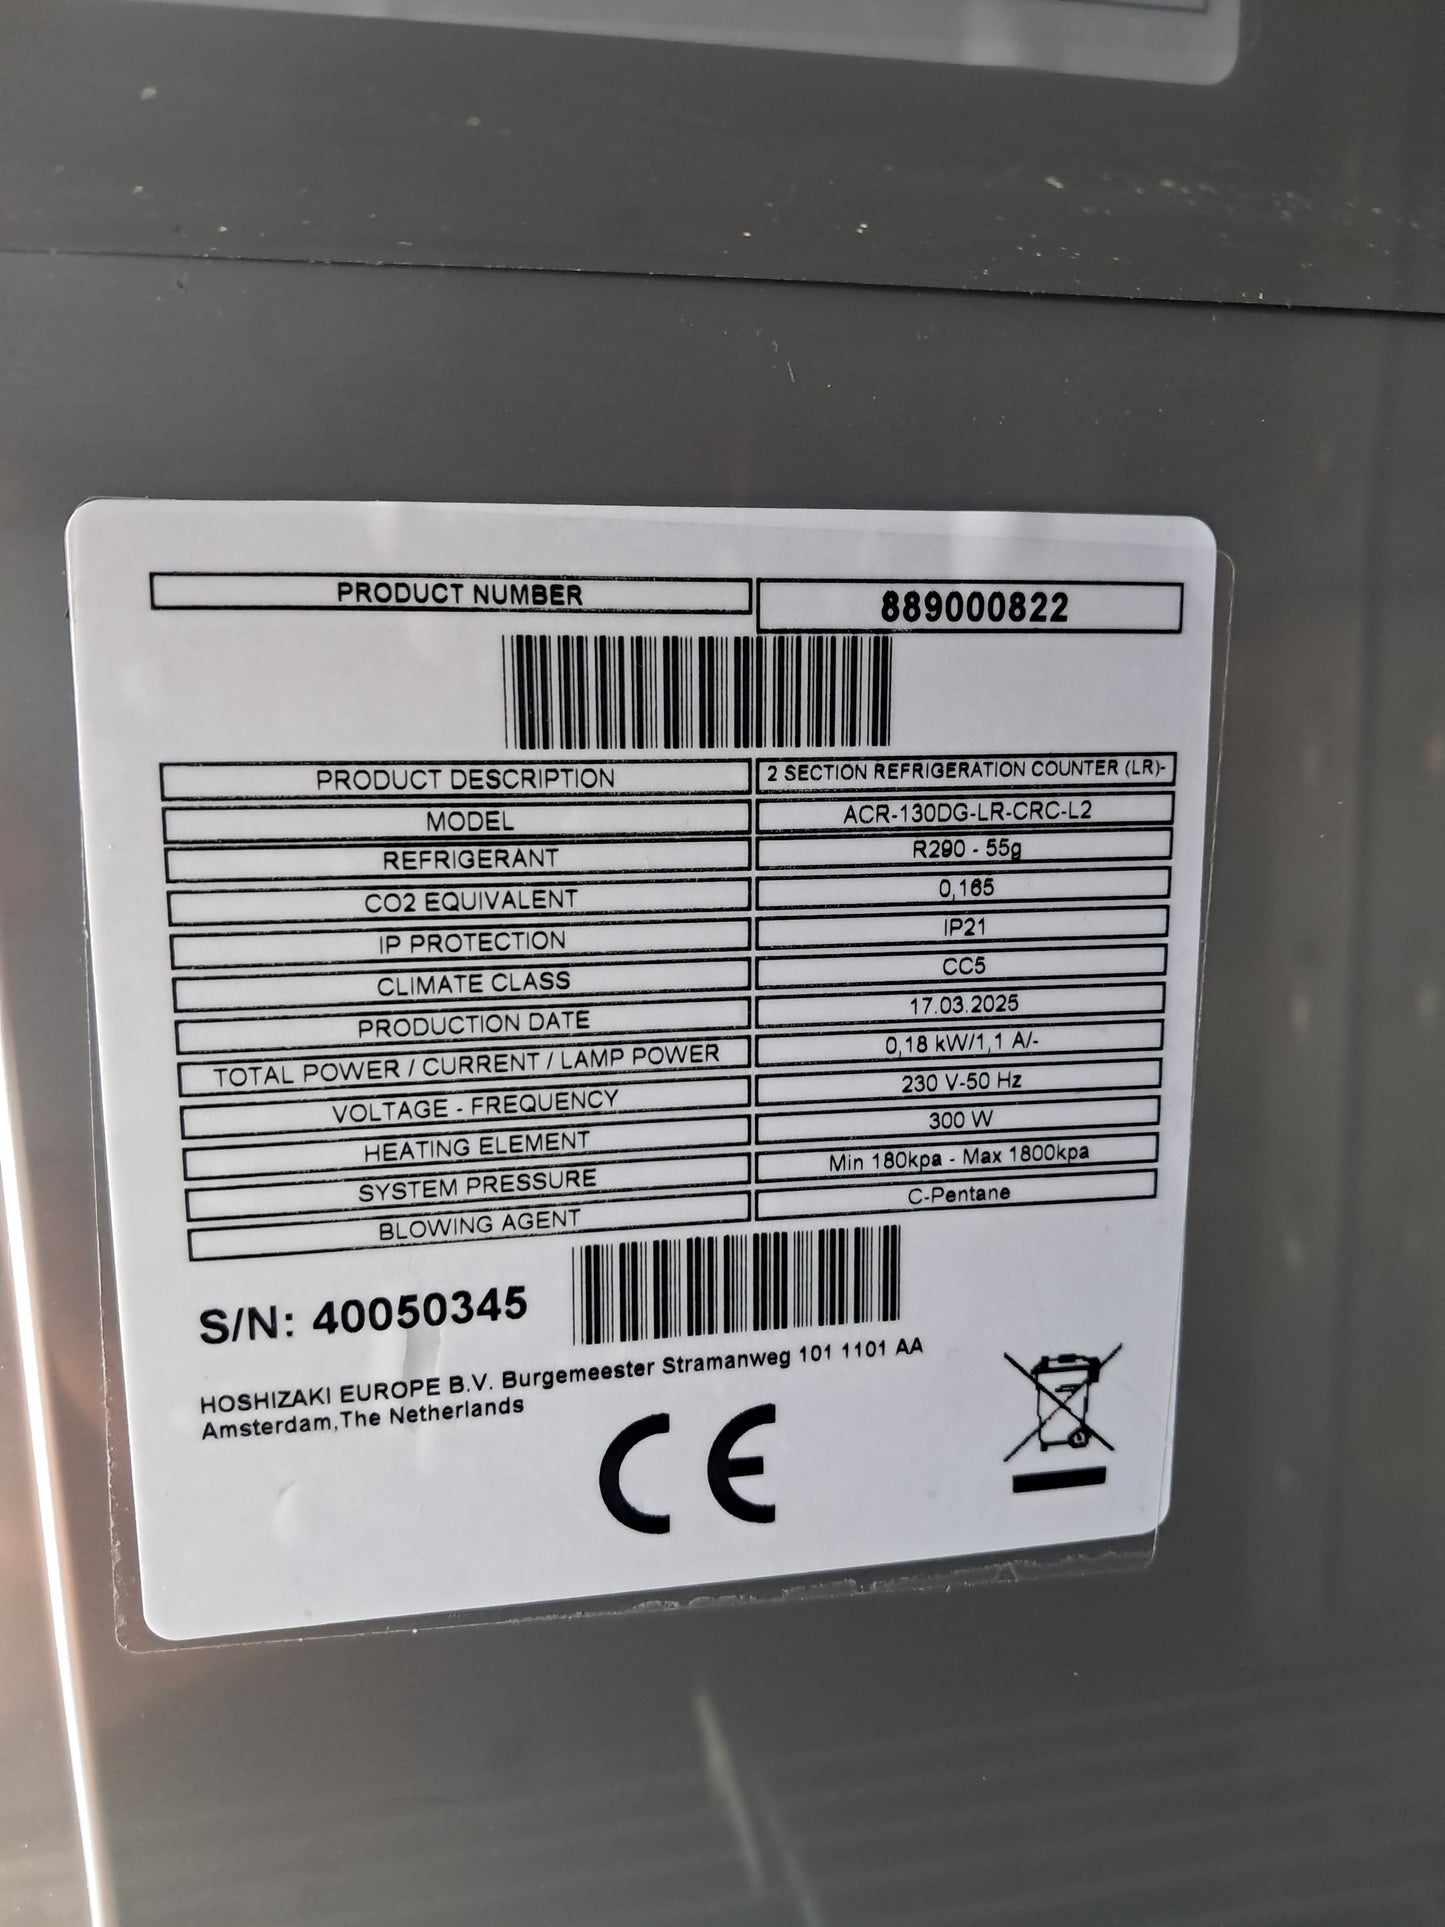 PRODUCT NUMBER 889000822
PRODUCT DESCRIPTION 2 SECTION REFRIGERATION COUNTER (LR)-
MODEL ACR-130DG-LR-CRC-L2
REFRIGERANT R290 - 55g
CO2 EQUIVALENT 0,165
IP PROTECTION IP21
CLIMATE CLASS CC5
PRODUCTION DATE 17.03.2025
TOTAL POWER / CURRENT / LAMP POWER 0,18 kW/1,1 A/-
VOLTAGE - FREQUENCY 230 V-50 Hz
HEATING ELEMENT 300 W
SYSTEM PRESSURE Min 180kpa - Max 1800kpa
BLOWING AGENT C-Pentane
S/N: 40050345
HOSHIZAKI EUROPE B.V. Burgemeester Stramanweg 101 1101 AA
Amsterdam,The Netherlands
CE